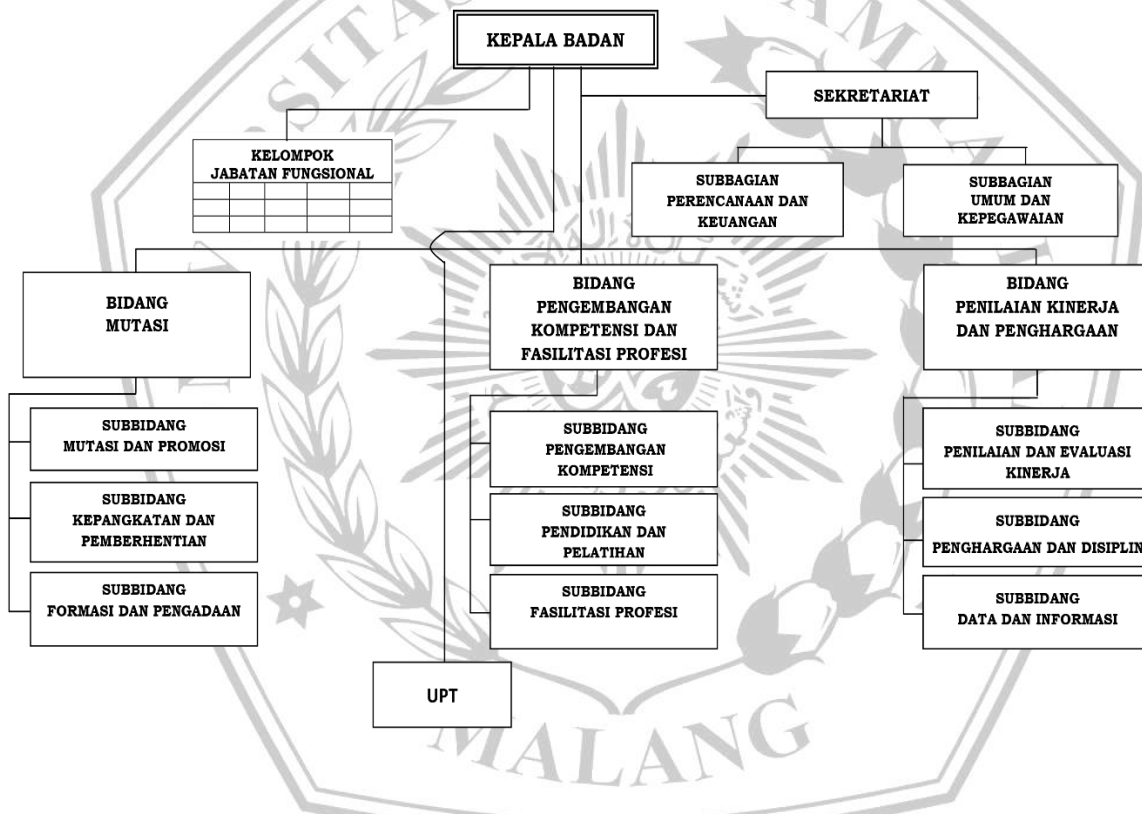 KEPALA BADAN
SEKRETARIAT
KELOMPOK
JABATAN FUNGSIONAL
SUBBAGIAN
PERENCANAAN DAN
KEUANGAN
SUBBAGIAN
UMUM DAN
KEPEGAWAIAN
BIDANG
MUTASI
BIDANG
PENGEMBANGAN
KOMPETENSI DAN
FASILITASI PROFESI
BIDANG
PENILAIAN KINERJA
DAN PENGHARGAAN
SUBBIDANG
MUTASI DAN PROMOSI
SUBBIDANG
KEPANGKATAN DAN
PEMBERHENTIAN
SUBBIDANG
FORMASI DAN PENGADAAN
SUBBIDANG
PENGEMBANGAN
KOMPETENSI
SUBBIDANG
PENDIDIKAN DAN
PELATIHAN
SUBBIDANG
FASILITASI PROFESI
SUBBIDANG
PENILAIAN DAN EVALUASI
KINERJA
SUBBIDANG
PENGHARGAAN DAN DISIPLIN
SUBBIDANG
DATA DAN INFORMASI
UPT
MALANG